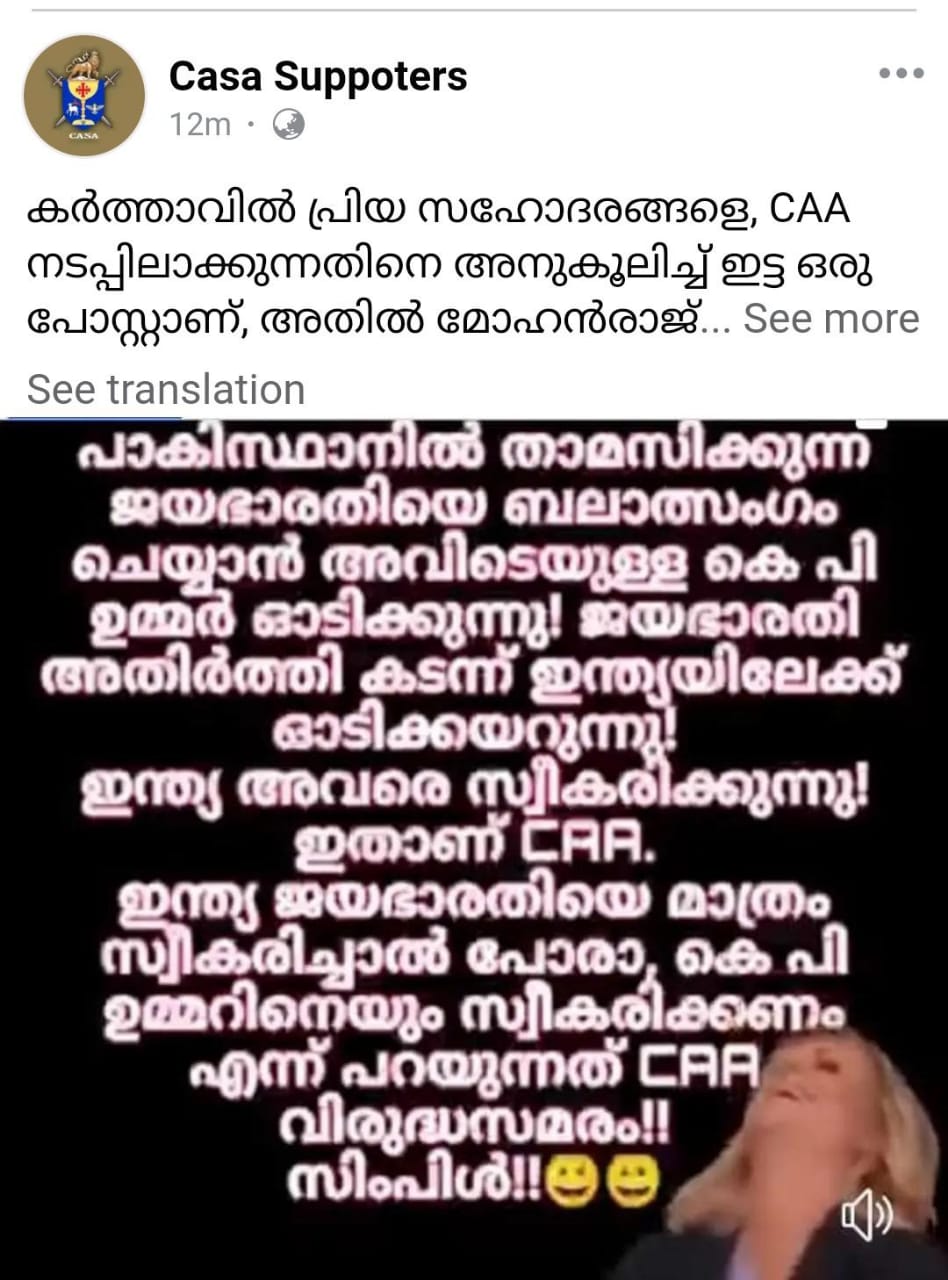 Casa Suppoters
12m ·
CASA
കർത്താവിൽ പ്രിയ സഹോദരങ്ങളെ, CAA
നടപ്പിലാക്കുന്നതിനെ അനുകൂലിച്ച് ഇട്ട ഒരു
പോസ്റ്റാണ്, അതിൽ മോഹൻരാജ്... See more
See translation
പാകിസ്ഥാനിൽ താമസിക്കുന്ന
ജയഭാരതിയെ ബലാത്സംഗം
ചെയ്യാൻ അവിടെയുള്ള കെ പി
ഉമ്മർ ഓടിക്കുന്നു! ജയഭാരതി
അതിർത്തി കടന്ന് ഇന്ത്യയിലേക്ക്
ഓടിക്കയറുന്നു!
ഇന്ത്യ അവരെ സ്വീകരിക്കുന്നു!
ഇതാണ് CAA.
ഇന്ത്യ ജയഭാരതിയെ മാത്രം
സ്വീകരിച്ചാൽ പോരാ, കെ പി
ഉമ്മറിനെയും സ്വീകരിക്കണം
എന്ന് പറയുന്നത് CAA
വിരുദ്ധസമരം!!
സിംപിൾ!!😄😄